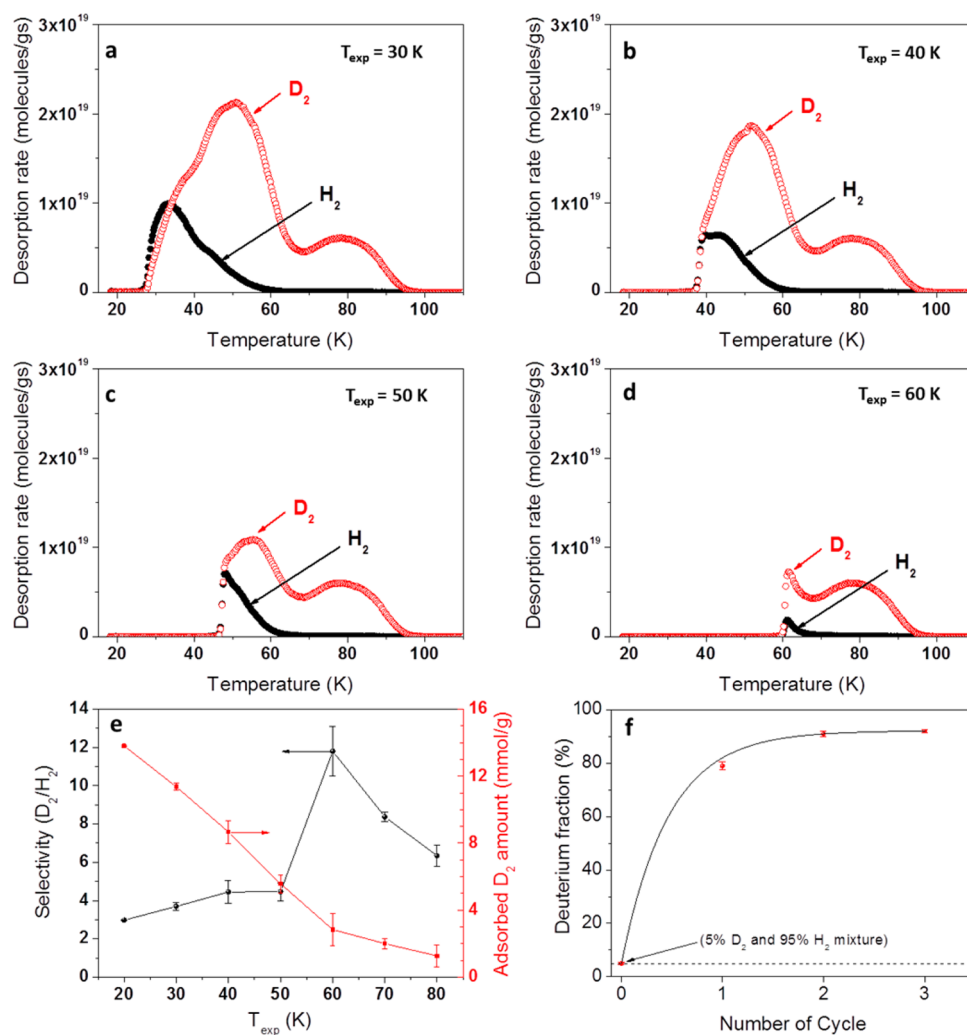 a
T_exp = 30 K
D₂
H₂
3x10¹⁹
2x10¹⁹
1x10¹⁹
0
20 40 60 80 100
Temperature (K)
Desorption rate (molecules/gs)
b
T_exp = 40 K
D₂
H₂
3x10¹⁹
2x10¹⁹
1x10¹⁹
0
20 40 60 80 100
Temperature (K)
Desorption rate (molecules/gs)
c
T_exp = 50 K
D₂
H₂
3x10¹⁹
2x10¹⁹
1x10¹⁹
0
20 40 60 80 100
Temperature (K)
Desorption rate (molecules/gs)
d
T_exp = 60 K
D₂
H₂
3x10¹⁹
2x10¹⁹
1x10¹⁹
0
20 40 60 80 100
Temperature (K)
Desorption rate (molecules/gs)
e
14
12
10
8
6
4
2
0
Selectivity (D₂/H₂)
16
12
8
4
0
Adsorbed D₂ amount (mmol/g)
20 30 40 50 60 70 80
T_exp (K)
f
100
80
60
40
20
0
Deuterium fraction (%)
(5% D₂ and 95% H₂ mixture)
0 1 2 3
Number of Cycle